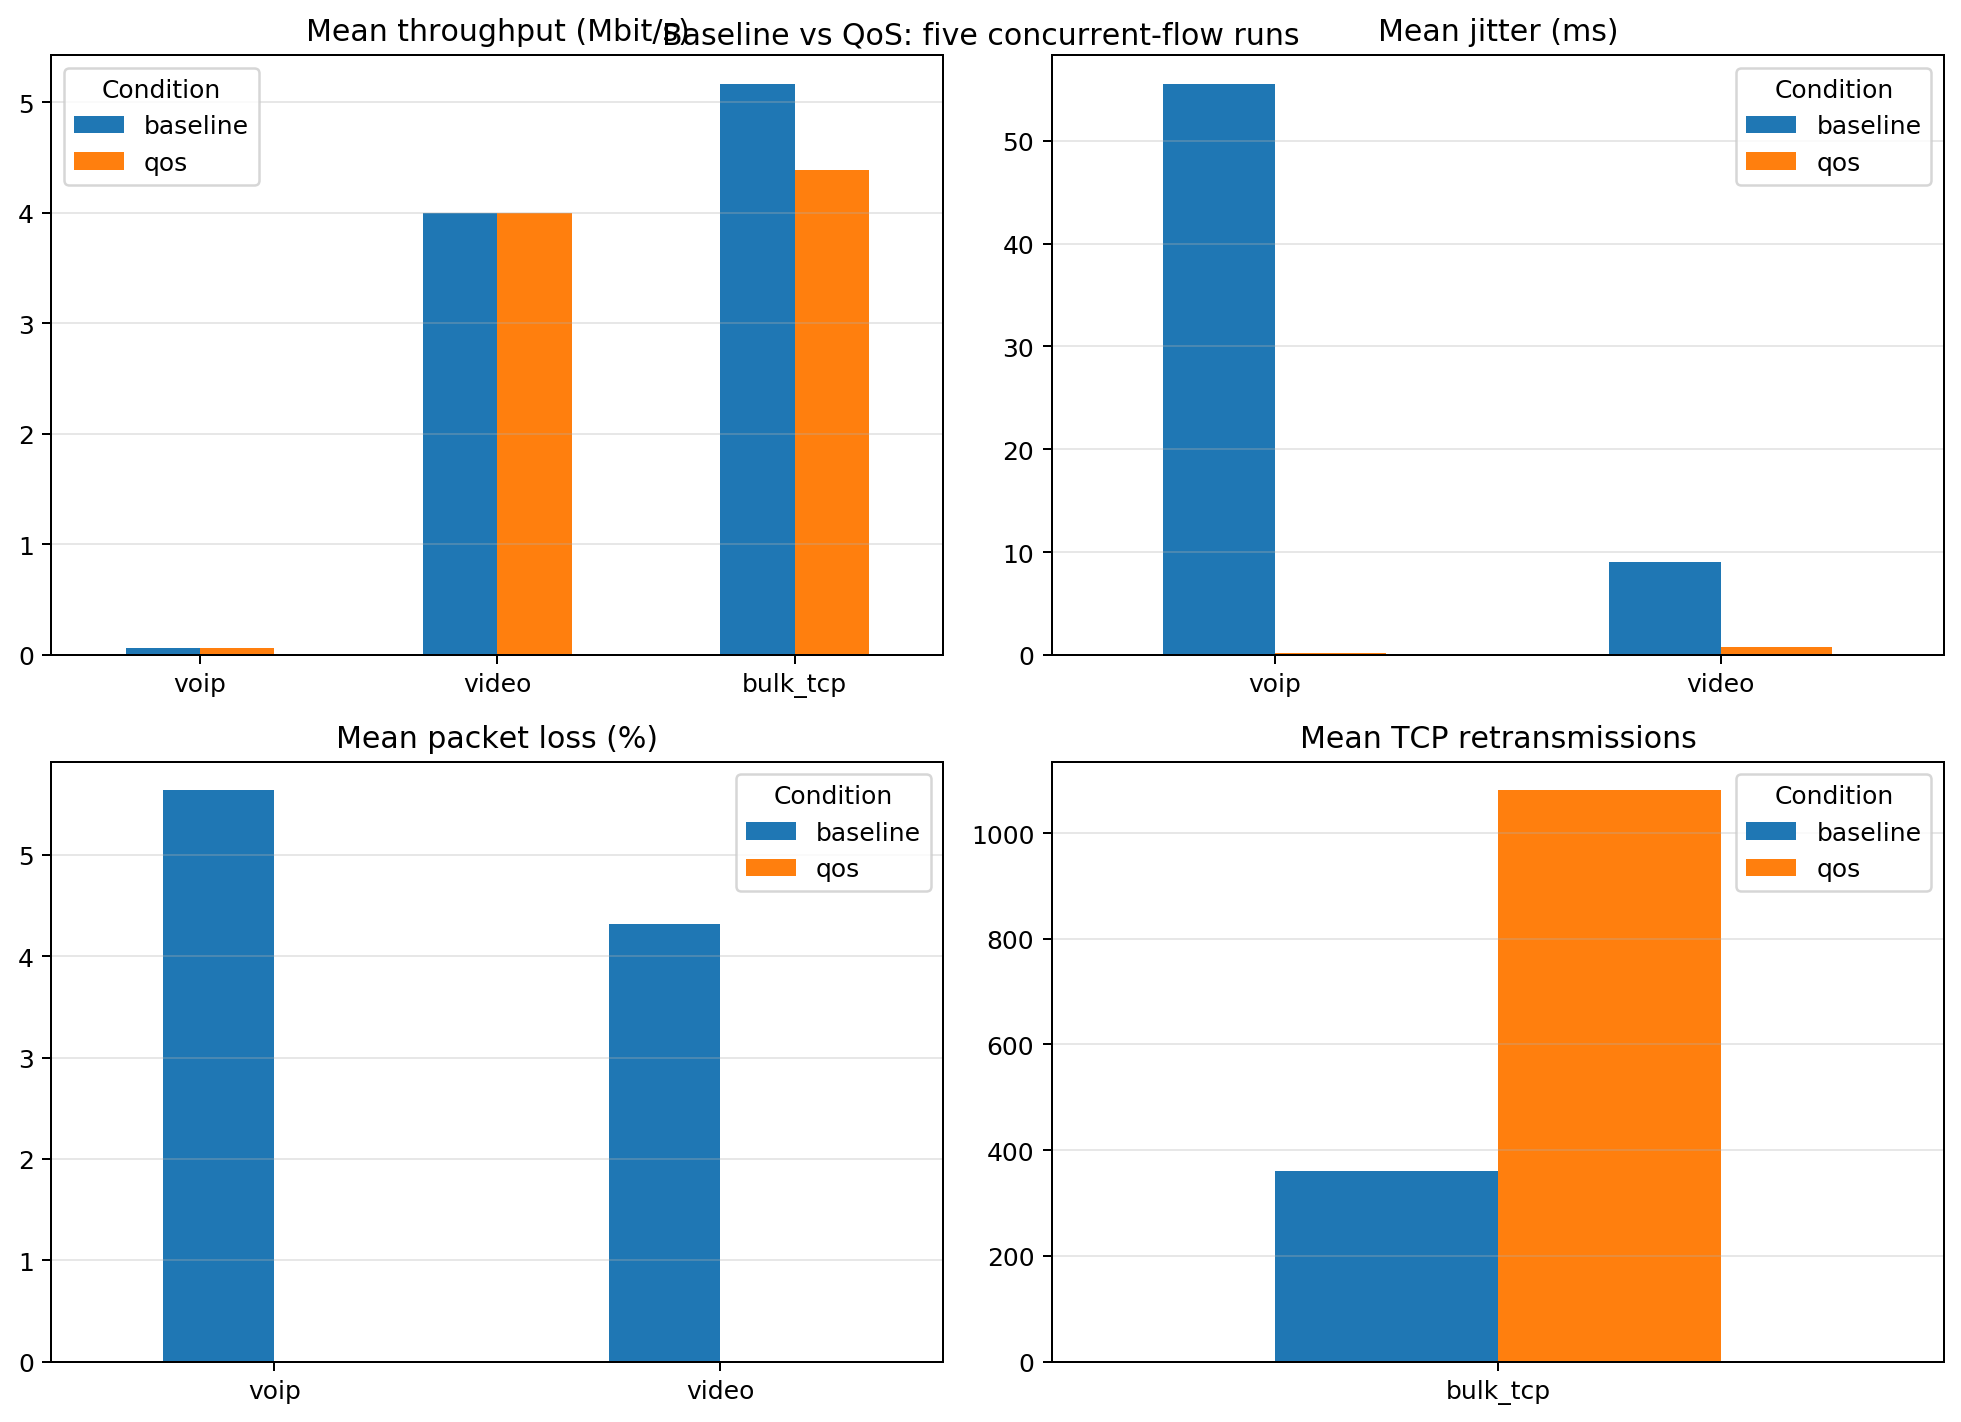 Baseline vs QoS: five concurrent-flow runs
Mean throughput (Mbit/s)
Condition
baseline
qos
5
4
3
2
1
0
voip
video
bulk_tcp
Mean jitter (ms)
Condition
baseline
qos
50
40
30
20
10
0
voip
video
Mean packet loss (%)
Condition
baseline
qos
5
4
3
2
1
0
voip
video
Mean TCP retransmissions
Condition
baseline
qos
1000
800
600
400
200
0
bulk_tcp